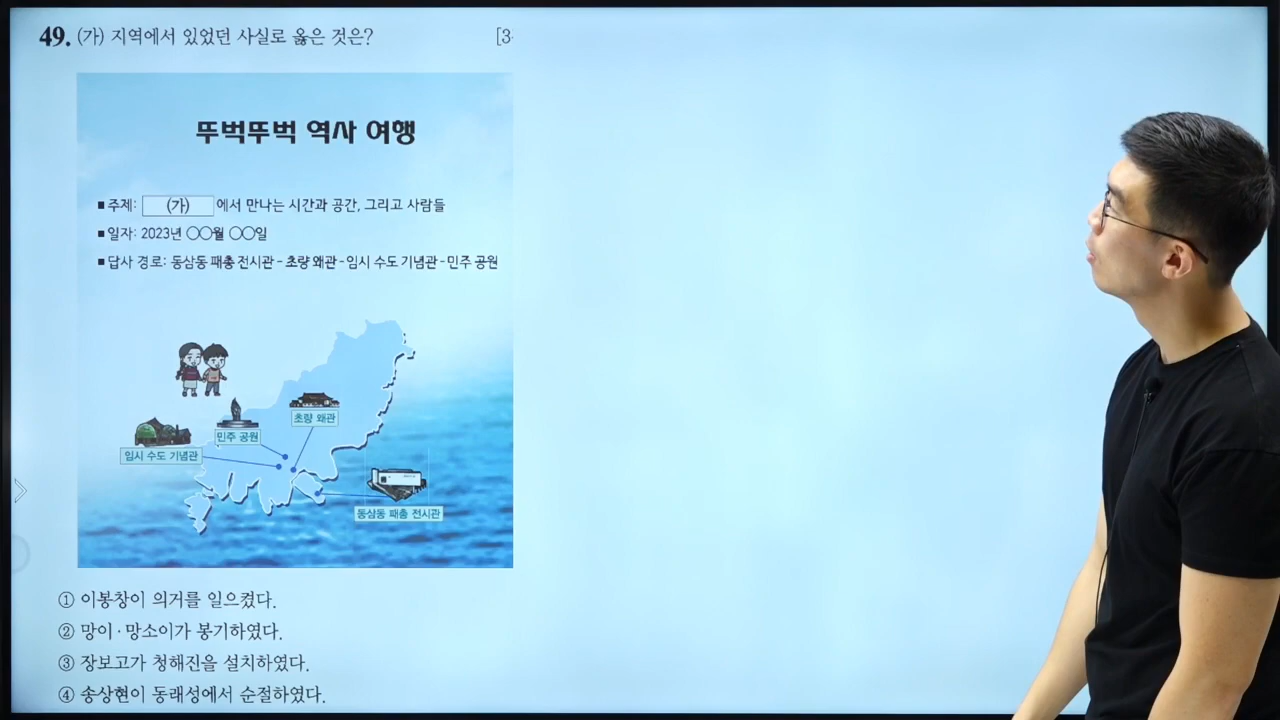 49. (가) 지역에서 있었던 사실로 옳은 것은? [3
뚜벅뚜벅 역사 여행
■ 주제: (가) 에서 만나는 시간과 공간, 그리고 사람들
■ 일자: 2023년 ○○월 ○○일
■ 답사 경로: 동삼동 패총 전시관 - 초량 왜관 - 임시 수도 기념관 - 민주 공원
초량 왜관
민주 공원
임시 수도 기념관
동삼동 패총 전시관
① 이봉창이 의거를 일으켰다.
② 망이·망소이가 봉기하였다.
③ 장보고가 청해진을 설치하였다.
④ 송상현이 동래성에서 순절하였다.